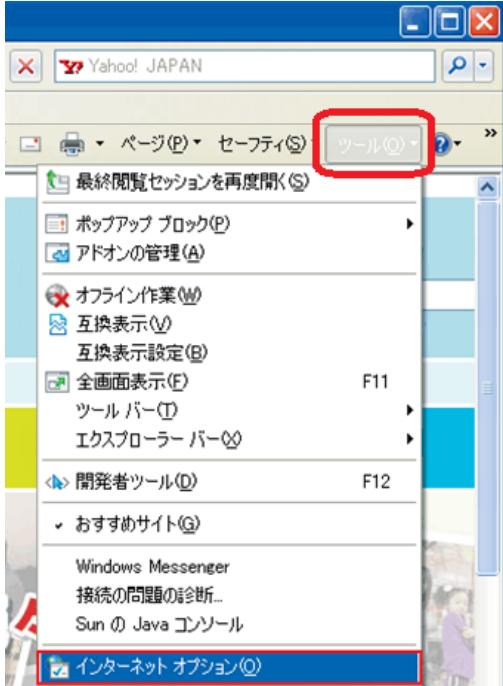 Yahoo! JAPAN
ページ(P) セーフティ(S) ツール(O) »
最終閲覧セッションを再度開く(S)
ポップアップ ブロック(P)
アドオンの管理(A)
オフライン作業(W)
互換表示(V)
互換表示設定(B)
全画面表示(F) F11
ツール バー(T)
エクスプローラー バー(X)
開発者ツール(D) F12
おすすめサイト(G)
Windows Messenger
接続の問題の診断...
Sun の Java コンソール
インターネット オプション(O)